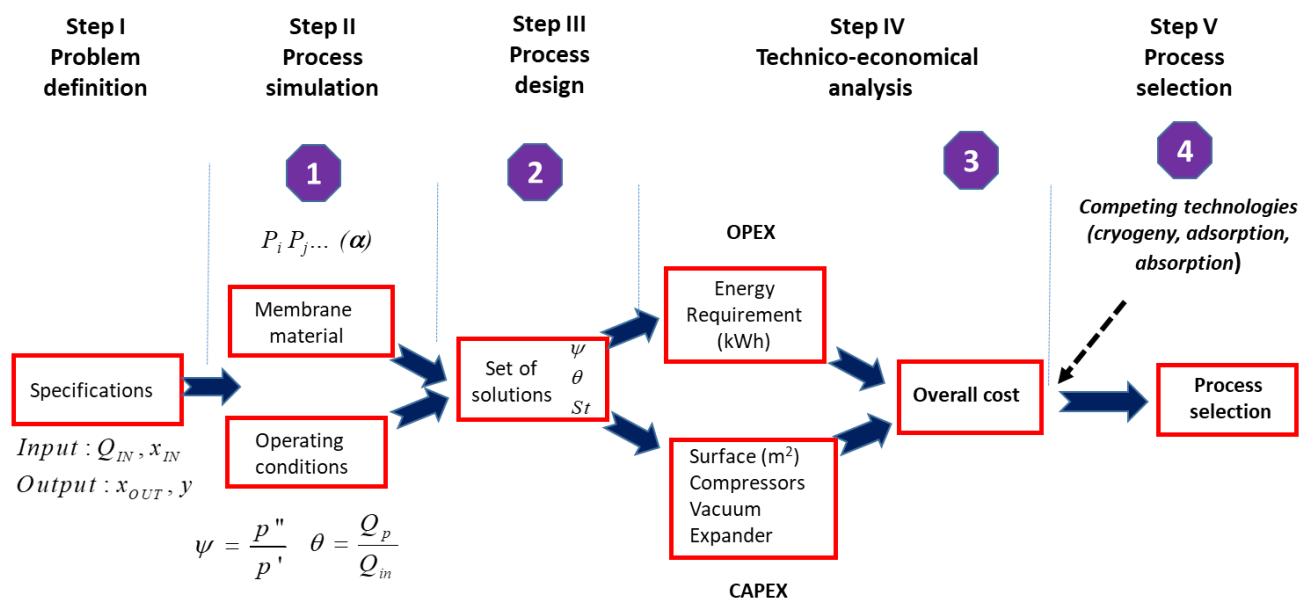 Step I
Problem
definition
Step II
Process
simulation
Step III
Process
design
Step IV
Technico-economical
analysis
Step V
Process
selection
1
2
3
4
P_i P_j... (α)
OPEX
Competing technologies
(cryogeny, adsorption,
absorption)
Specifications
Input : Q_IN , x_IN
Output : x_OUT , y
Membrane
material
Operating
conditions
ψ = p" / p'
θ = Q_p / Q_in
Set of
solutions
ψ
θ
St
Energy
Requirement
(kWh)
Surface (m²)
Compressors
Vacuum
Expander
CAPEX
Overall cost
Process
selection